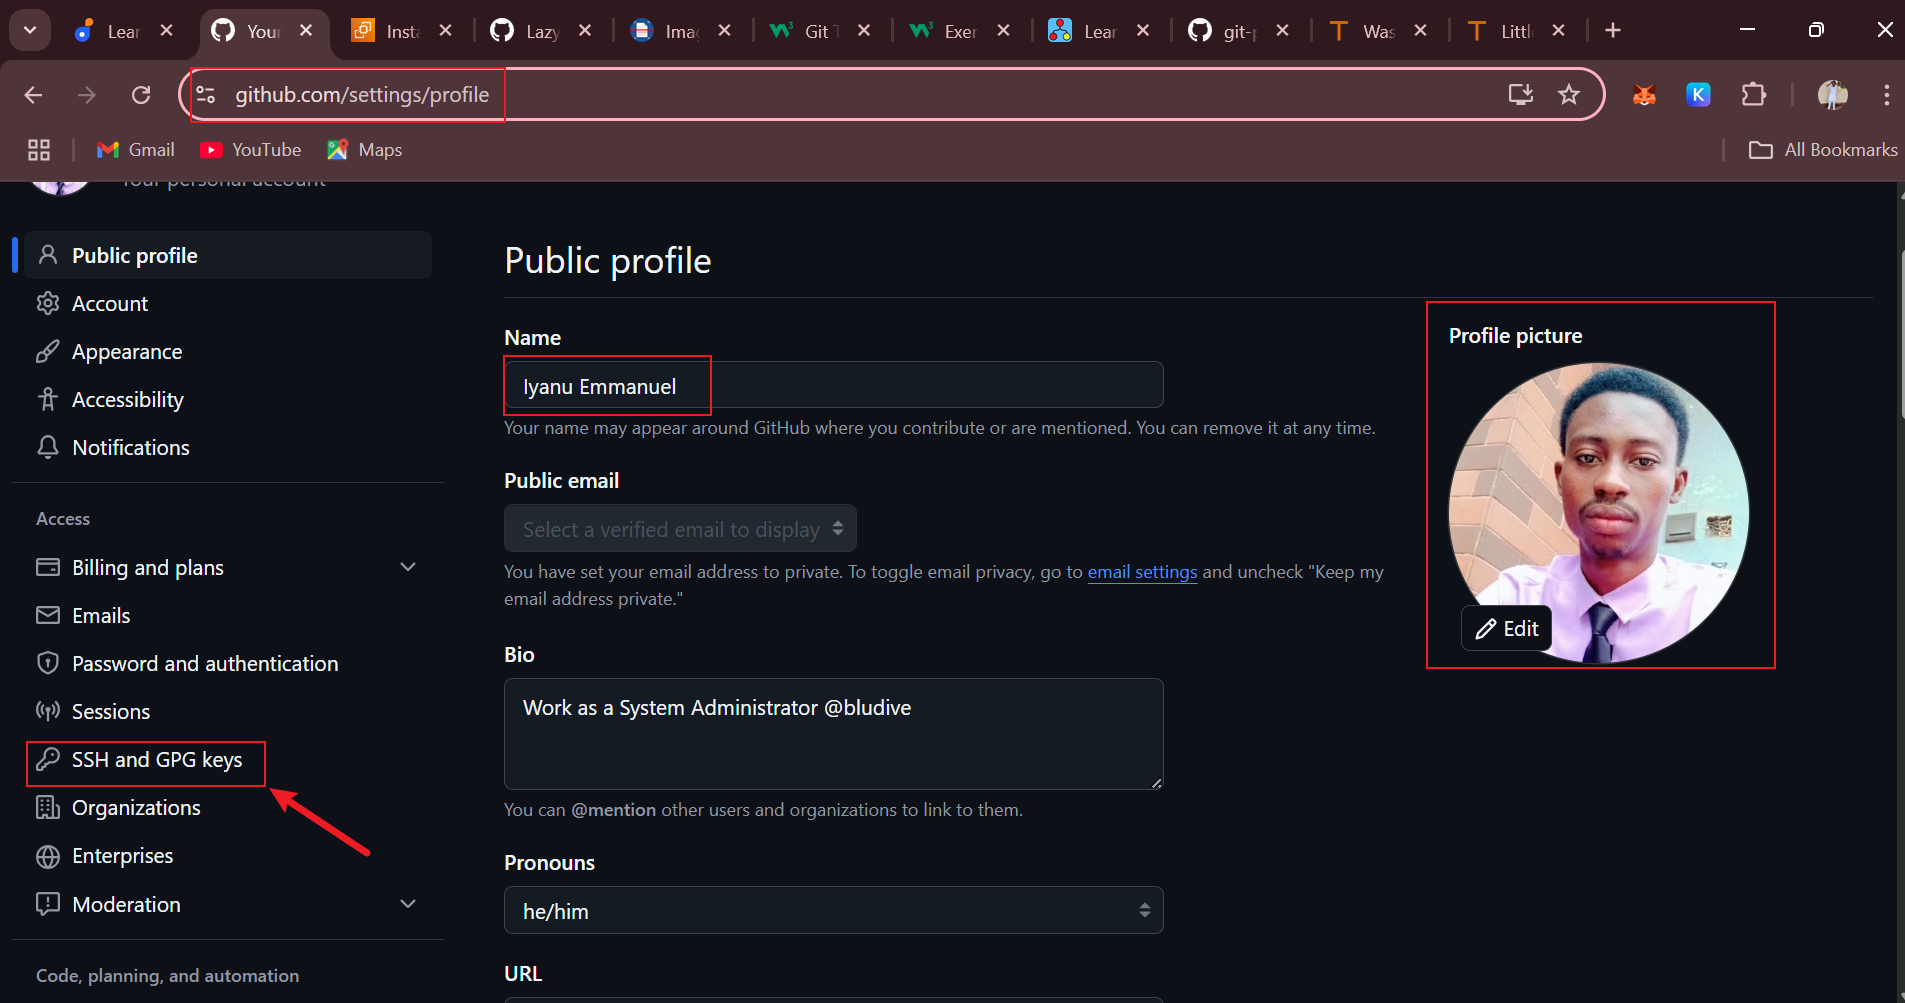 Lear
Your
Insta
Lazy
Imag
Git T
Exer
Lear
git-p
Was
Littl
github.com/settings/profile
K
Gmail
YouTube
Maps
All Bookmarks
Your personal account
Public profile
Account
Appearance
Accessibility
Notifications
Access
Billing and plans
Emails
Password and authentication
Sessions
SSH and GPG keys
Organizations
Enterprises
Moderation
Code, planning, and automation
Public profile
Name
Iyanu Emmanuel
Your name may appear around GitHub where you contribute or are mentioned. You can remove it at any time.
Public email
Select a verified email to display
You have set your email address to private. To toggle email privacy, go to email settings and uncheck "Keep my
email address private."
Bio
Work as a System Administrator @bludive
You can @mention other users and organizations to link to them.
Pronouns
he/him
URL
Profile picture
Edit